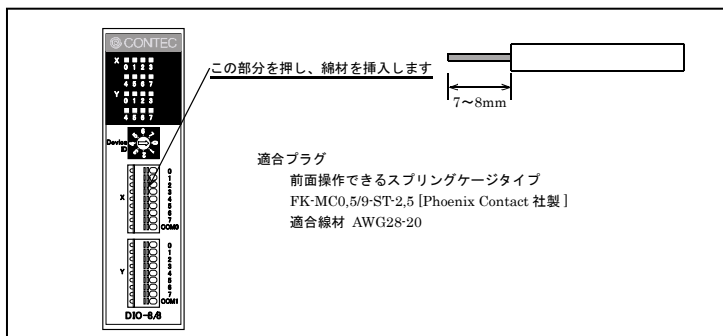 CONTEC
X
0 1 2 3
4 5 6 7
Y
0 1 2 3
4 5 6 7
Device
ID
この部分を押し、綿材を挿入します
7~8mm
適合プラグ
前面操作できるスプリングケージタイプ
FK-MC0,5/9-ST-2,5 [Phoenix Contact 社製]
適合線材 AWG28-20
X
0
1
2
3
4
5
6
7
COM0
Y
0
1
2
3
4
5
6
7
COM1
DIO-8/8